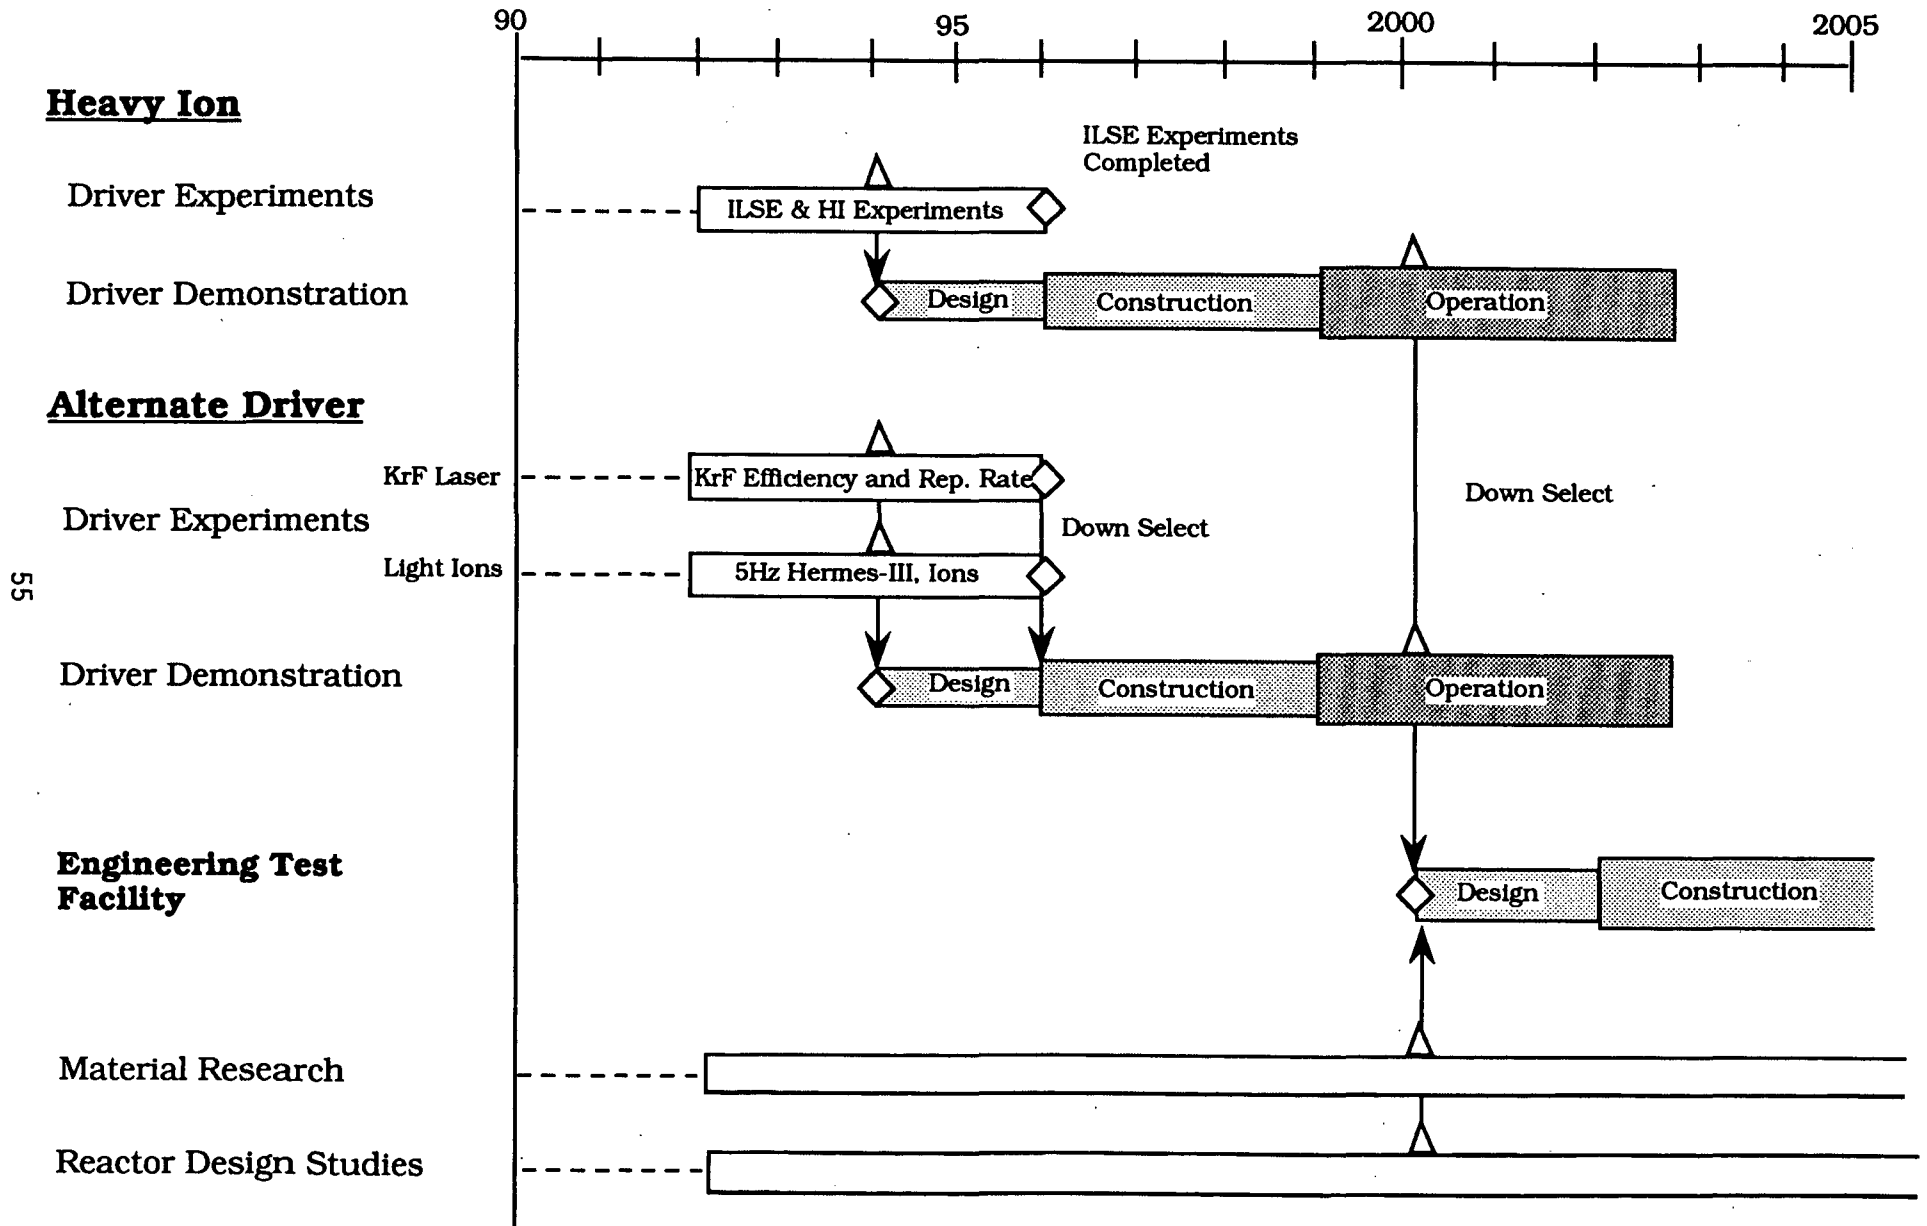 90 95 2000 2005
Heavy Ion
ILSE Experiments
Completed
Driver Experiments
ILSE & HI Experiments
Driver Demonstration
Design
Construction
Operation
Alternate Driver
KrF Laser
KrF Efficiency and Rep. Rate
Driver Experiments
Down Select
Down Select
Light Ions
5Hz Hermes-III, Ions
55
Driver Demonstration
Design
Construction
Operation
Engineering Test
Facility
Design
Construction
Material Research
Reactor Design Studies